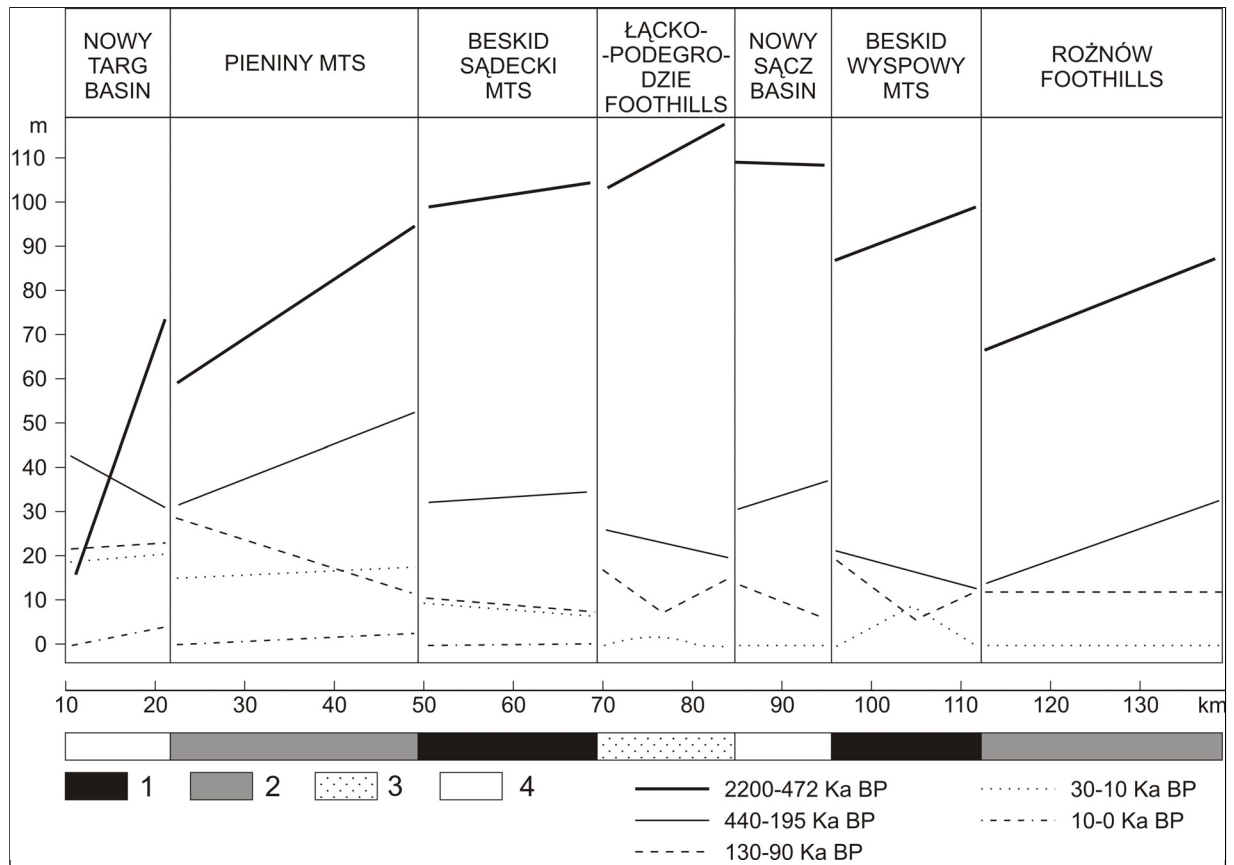 NOWY
TARG
BASIN
PIENINY MTS
BESKID
SĄDECKI
MTS
ŁĄCKO-
-PODEGRO-
DZIE
FOOTHILLS
NOWY
SĄCZ
BASIN
BESKID
WYSPOWY
MTS
ROŻNÓW
FOOTHILLS
m
110
100
90
80
70
60
50
40
30
20
10
0
10 20 30 40 50 60 70 80 90 100 110 120 130 km
1 2 3 4
2200-472 Ka BP
440-195 Ka BP
130-90 Ka BP
30-10 Ka BP
10-0 Ka BP